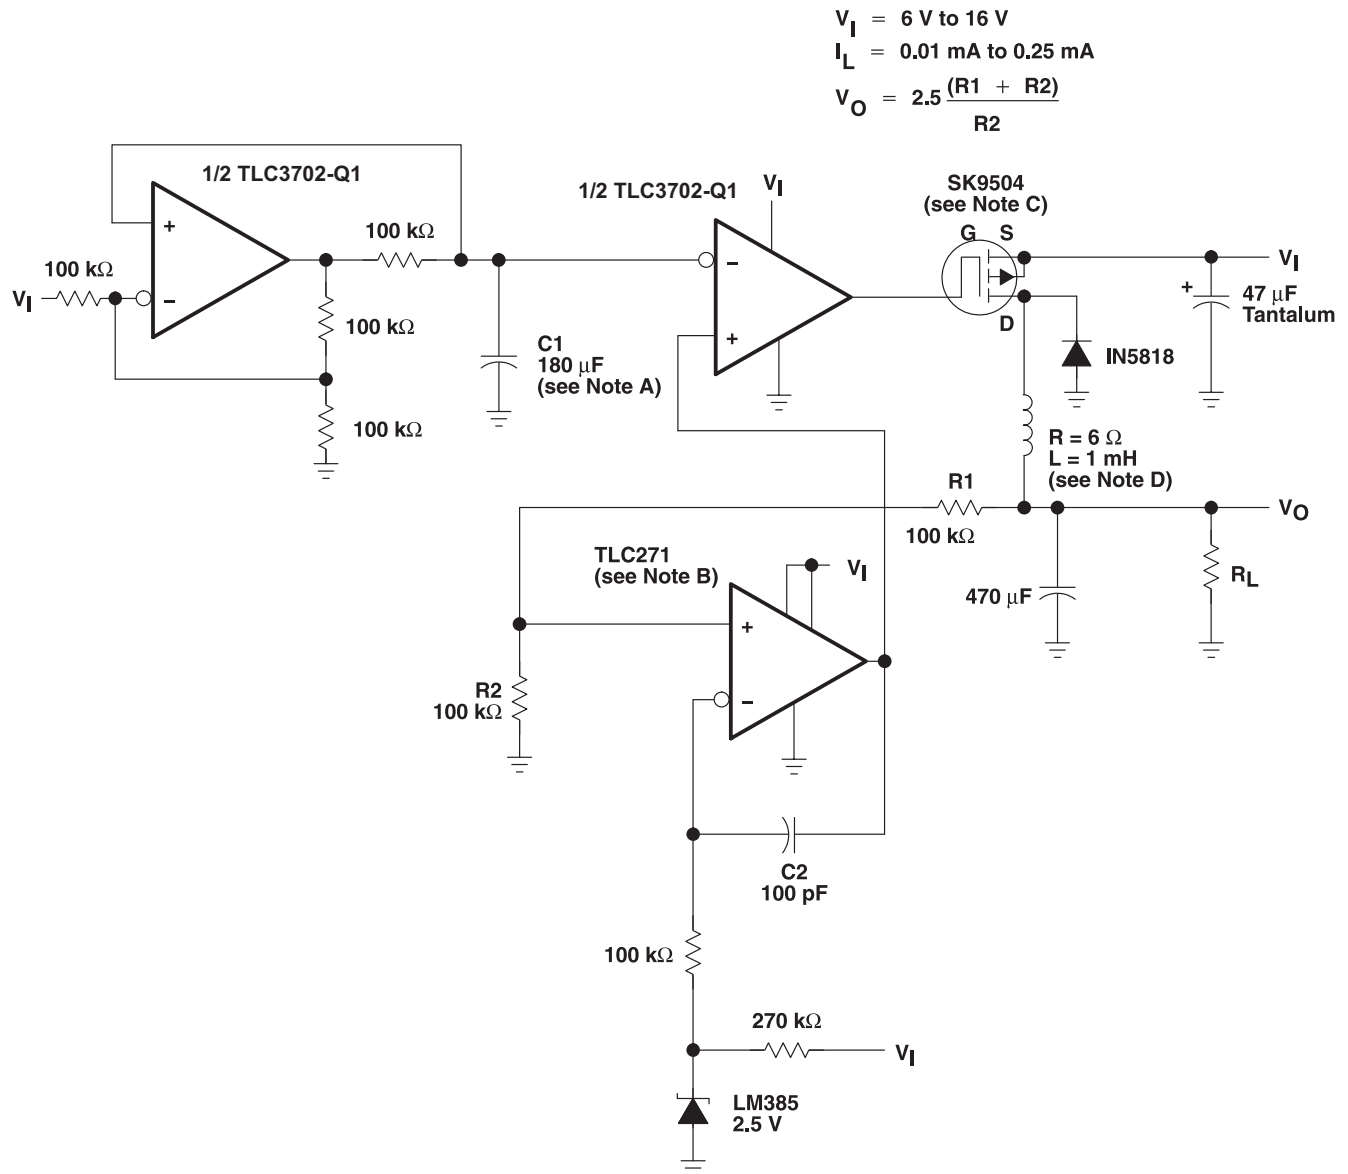 V_I = 6 V to 16 V
I_L = 0.01 mA to 0.25 mA
V_O = 2.5 (R1 + R2) / R2
1/2 TLC3702-Q1
+
−
100 kΩ
V_I
100 kΩ
100 kΩ
100 kΩ
C1
180 μF
(see Note A)
1/2 TLC3702-Q1
V_I
−
+
SK9504
(see Note C)
G
S
D
V_I
+
47 μF
Tantalum
IN5818
R = 6 Ω
L = 1 mH
(see Note D)
R1
100 kΩ
V_O
470 μF
R_L
TLC271
(see Note B)
V_I
+
−
R2
100 kΩ
C2
100 pF
100 kΩ
270 kΩ
V_I
LM385
2.5 V